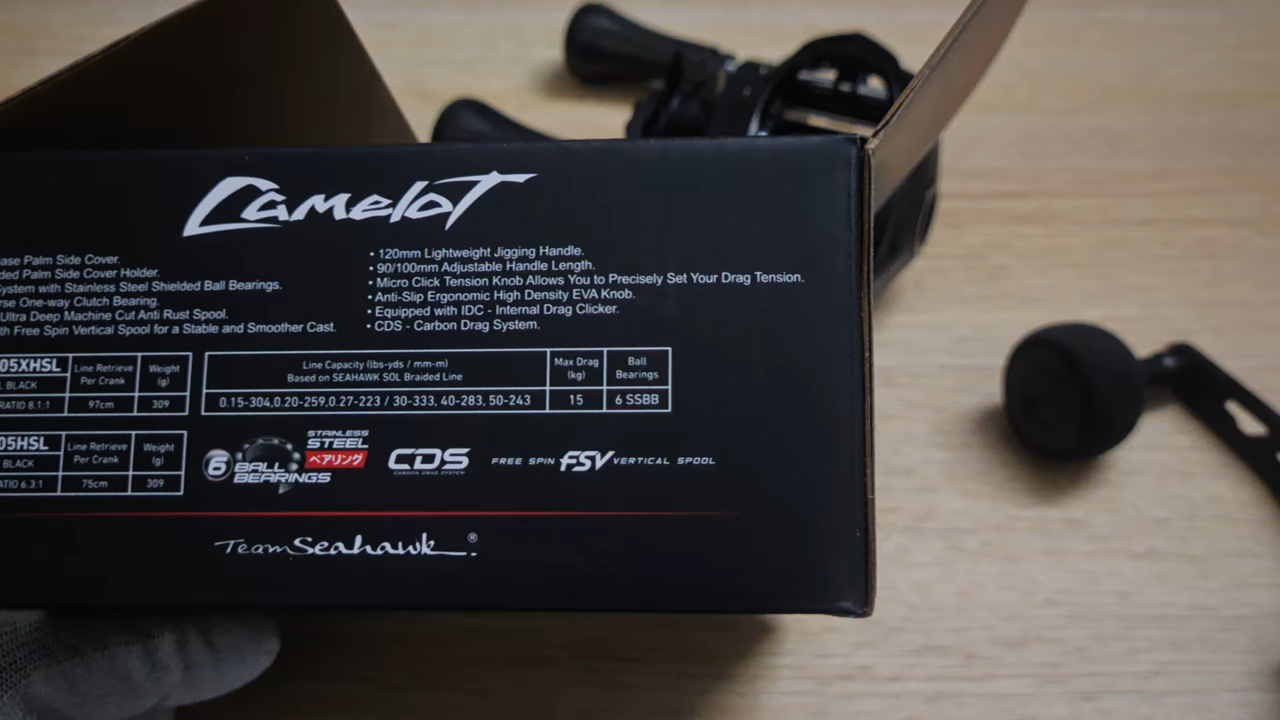 Camelot
ase Palm Side Cover.
ded Palm Side Cover Holder.
System with Stainless Steel Shielded Ball Bearings.
rse One-way Clutch Bearing.
Ultra Deep Machine Cut Anti Rust Spool.
th Free Spin Vertical Spool for a Stable and Smoother Cast.
• 120mm Lightweight Jigging Handle.
• 90/100mm Adjustable Handle Length.
• Micro Click Tension Knob Allows You to Precisely Set Your Drag Tension.
• Anti-Slip Ergonomic High Density EVA Knob.
• Equipped with IDC - Internal Drag Clicker.
• CDS - Carbon Drag System.
05XHSL Line Retrieve Per Crank Weight (g)
BLACK
RATIO 8.1:1 97cm 309
Line Capacity (lbs-yds / mm-m) Max Drag (kg) Ball Bearings
Based on SEAHAWK SOL Braided Line
0.15-304,0.20-259,0.27-223 / 30-333, 40-283, 50-243 15 6 SSBB
05HSL Line Retrieve Per Crank Weight (g)
BLACK
ATIO 6.3:1 75cm 309
6 BALL BEARINGS
STAINLESS
STEEL
ベアリング
CDS
CARBON DRAG SYSTEM
FREE SPIN FSV VERTICAL SPOOL
TeamSeahawk ®